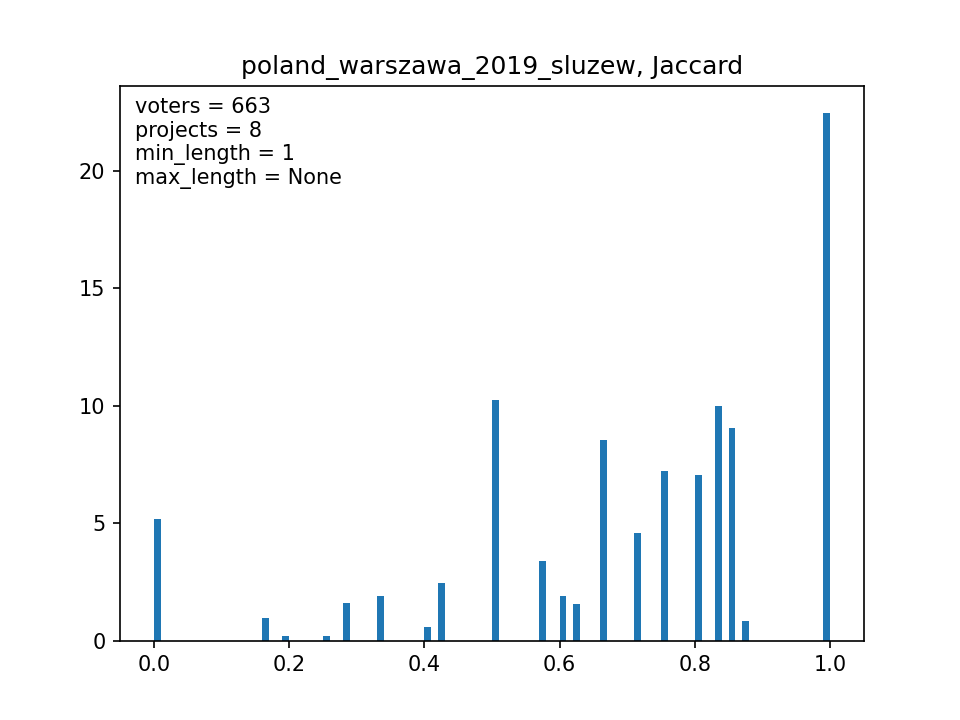 poland_warszawa_2019_sluzew, Jaccard
voters = 663
projects = 8
min_length = 1
max_length = None
20
15
10
5
0
0.0 0.2 0.4 0.6 0.8 1.0